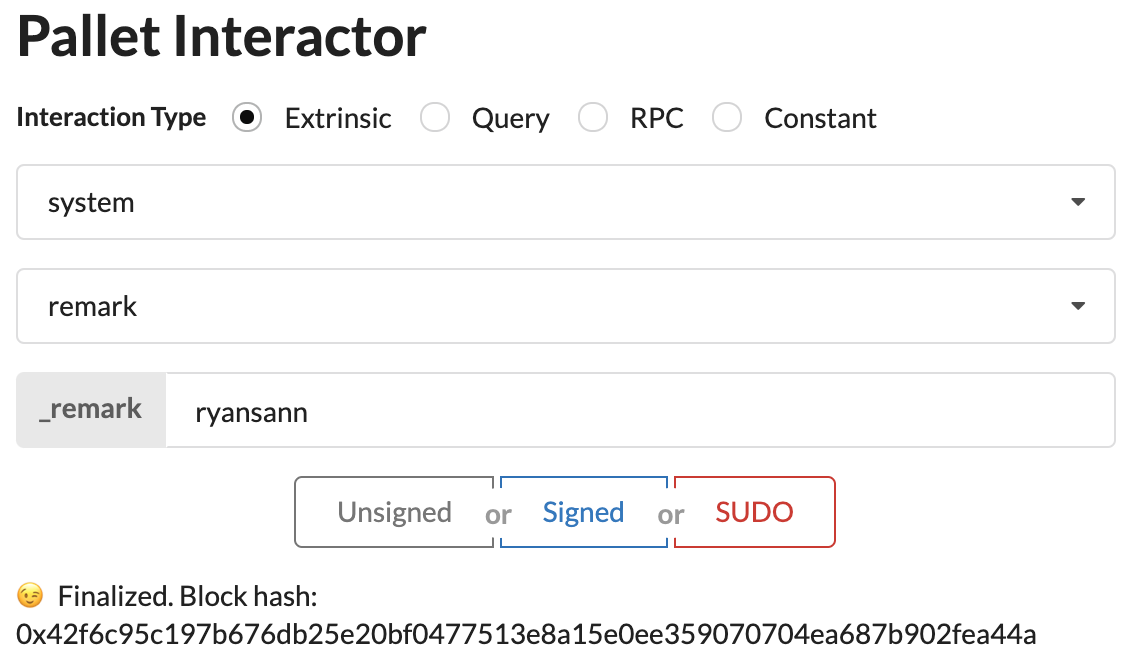 Pallet Interactor
Interaction Type Extrinsic Query RPC Constant
system
remark
_remark ryansann
Unsigned or Signed or SUDO
😉 Finalized. Block hash:
0x42f6c95c197b676db25e20bf0477513e8a15e0ee359070704ea687b902fea44a